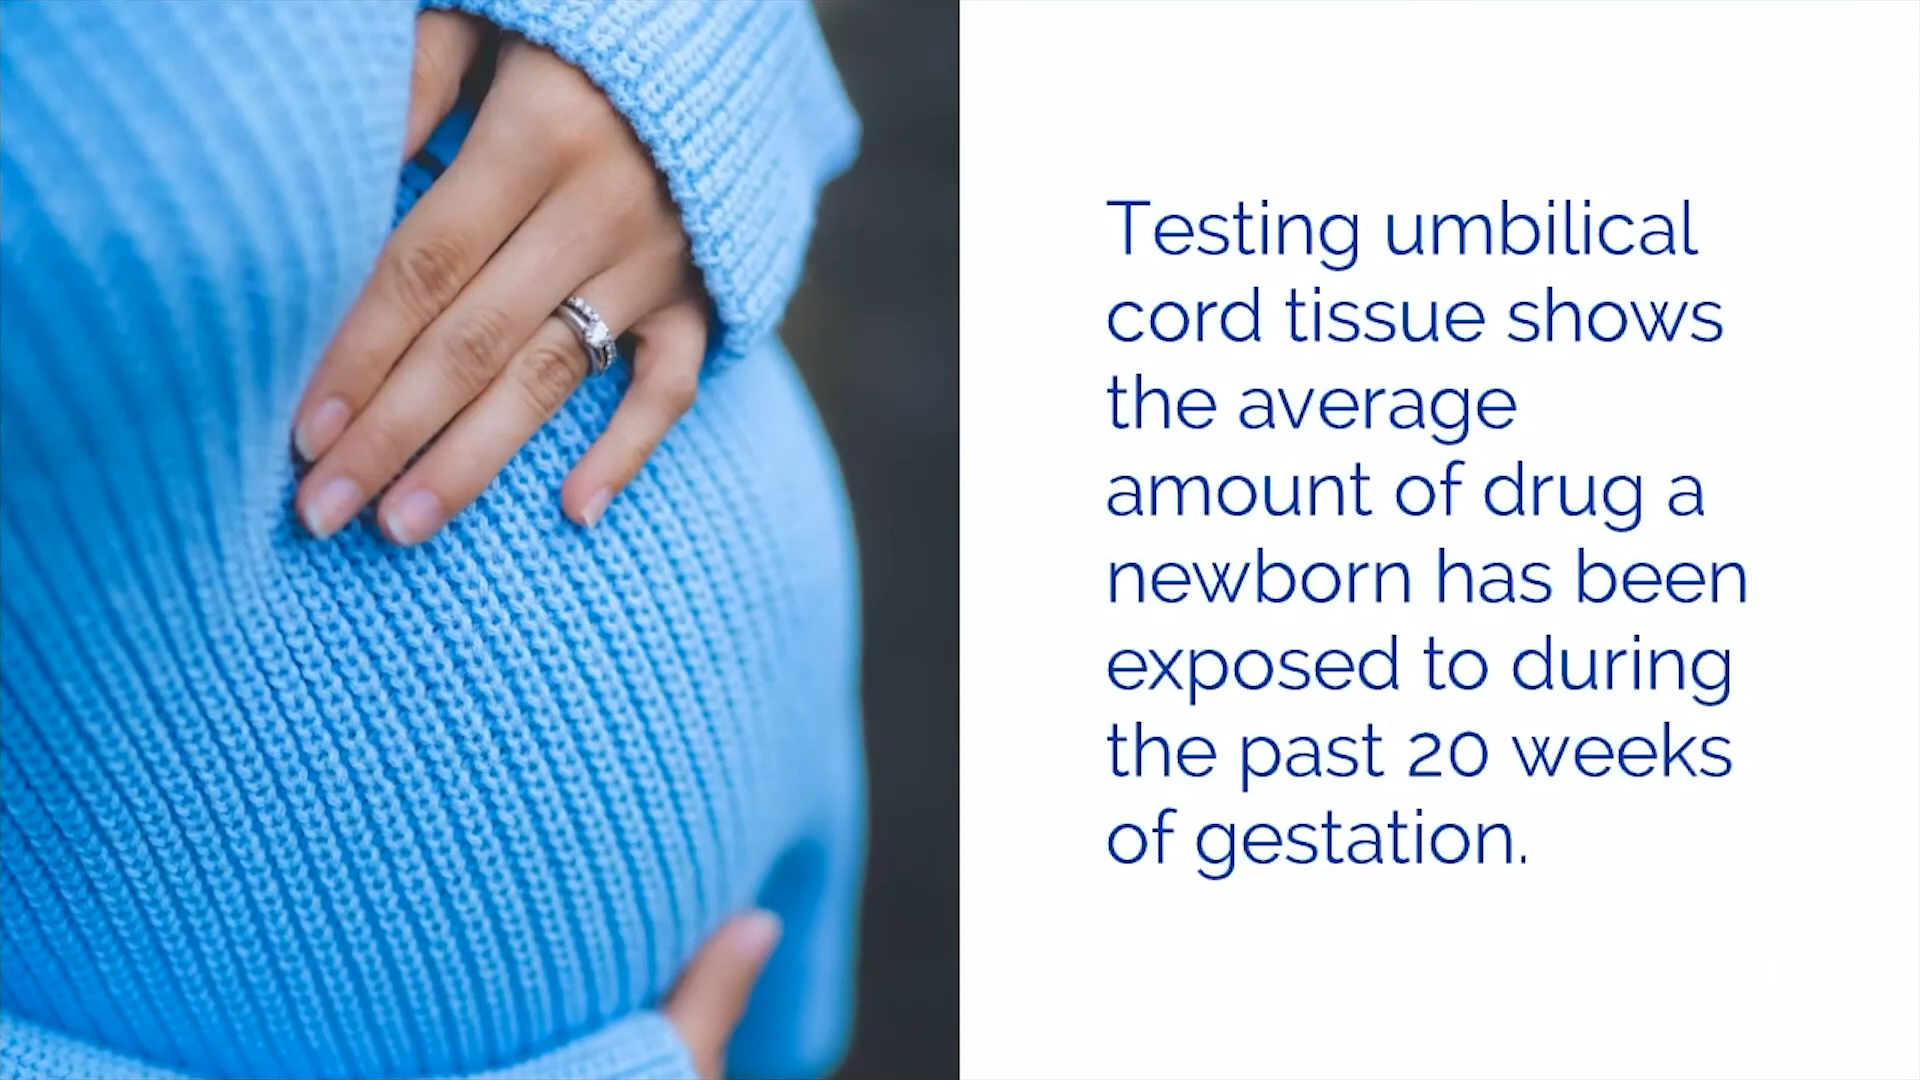 Testing umbilical
cord tissue shows
the average
amount of drug a
newborn has been
exposed to during
the past 20 weeks
of gestation.